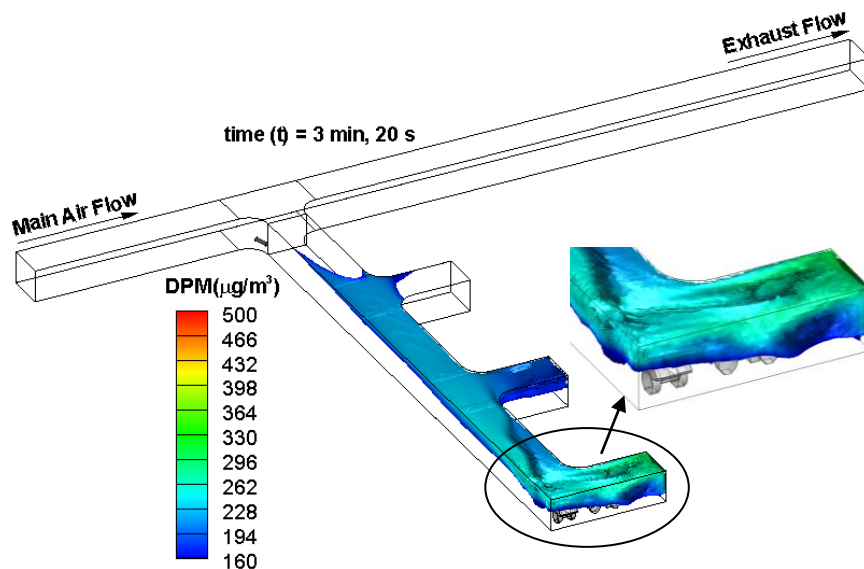 Exhaust Flow
time (t) = 3 min, 20 s
Main Air Flow
DPM(μg/m³)
500
466
432
398
364
330
296
262
228
194
160